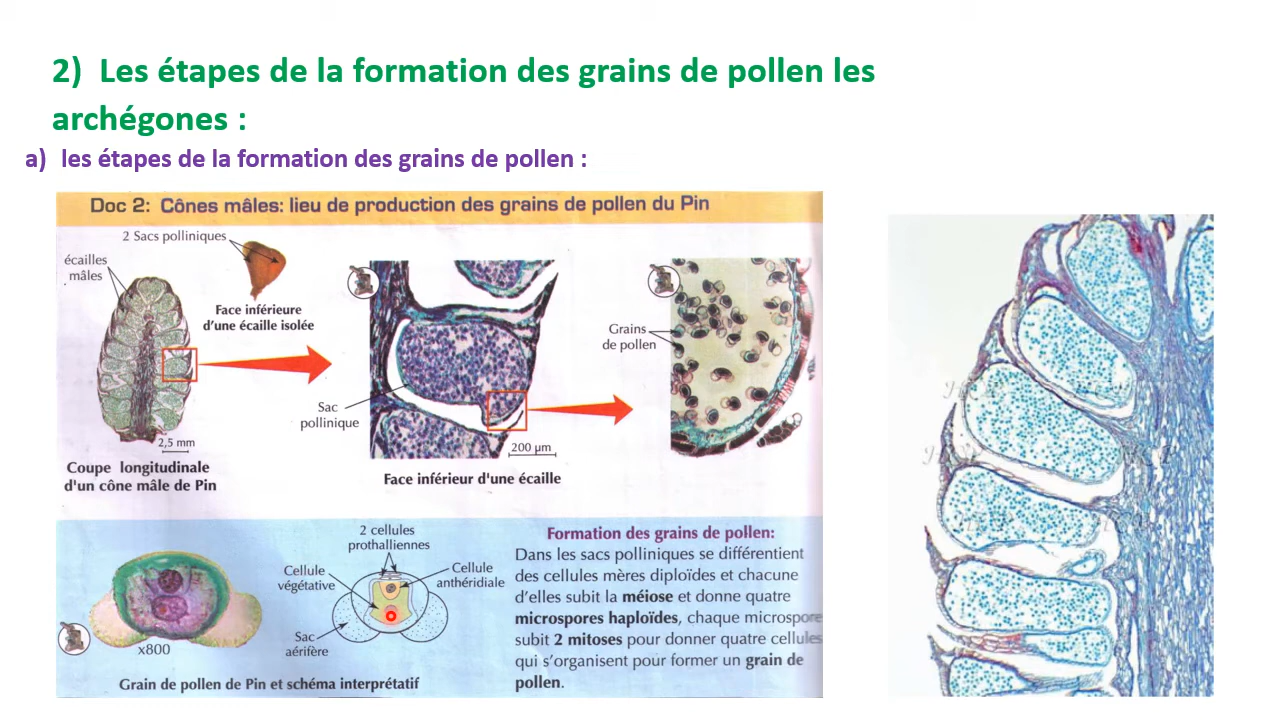 2) Les étapes de la formation des grains de pollen les
archégones :
a) les étapes de la formation des grains de pollen :
Doc 2: Cônes mâles: lieu de production des grains de pollen du Pin
2 Sacs polliniques
écailles
mâles
Face inférieure
d'une écaille isolée
Grains
de pollen
Sac
pollinique
2,5 mm
200 µm
Coupe longitudinale
d'un cône mâle de Pin
Face inférieur d'une écaille
2 cellules
prothalliennes
Cellule
végétative
Cellule
anthéridiale
Sac
aérifère
x800
Grain de pollen de Pin et schéma interprétatif
Formation des grains de pollen:
Dans les sacs polliniques se différentient
des cellules mères diploïdes et chacune
d'elles subit la méiose et donne quatre
microspores haploïdes, chaque microspore
subit 2 mitoses pour donner quatre cellules
qui s'organisent pour former un grain de
pollen.